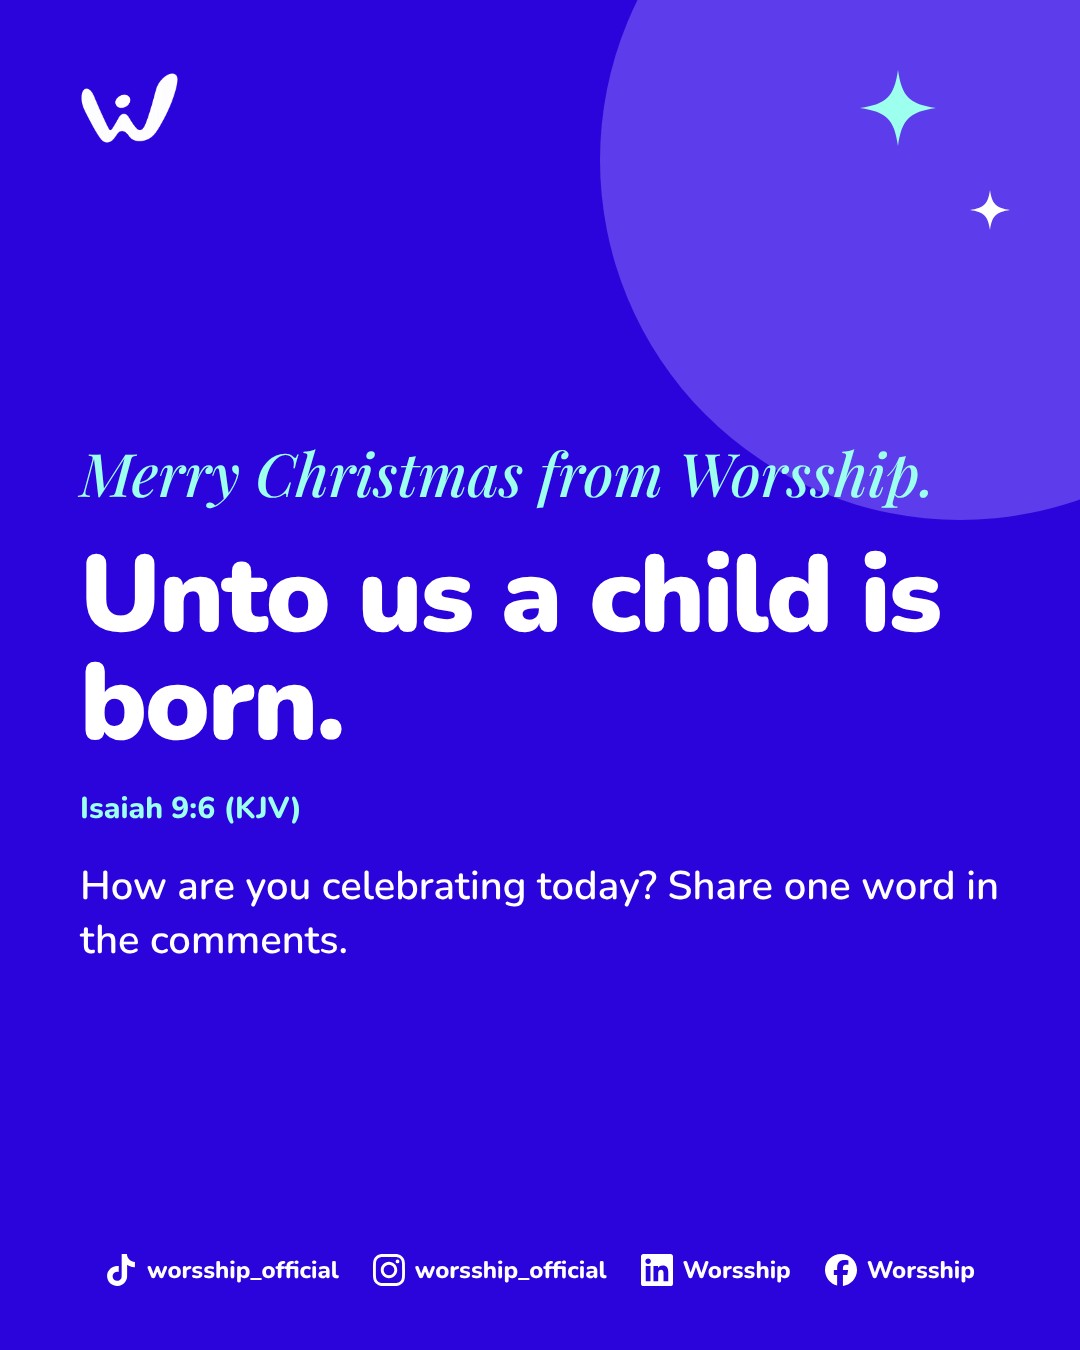 Merry Christmas from Worsship.
Unto us a child is
born.
Isaiah 9:6 (KJV)
How are you celebrating today? Share one word in
the comments.
worsship_official worsship_official Worsship Worsship